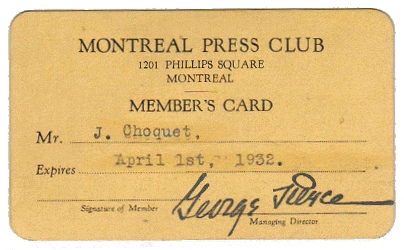 MONTREAL PRESS CLUB
1201 PHILLIPS SQUARE
MONTREAL
MEMBER'S CARD
Mr. J. Choquet,
Expires April 1st, 1932.
George
Signature of Member
Managing Director